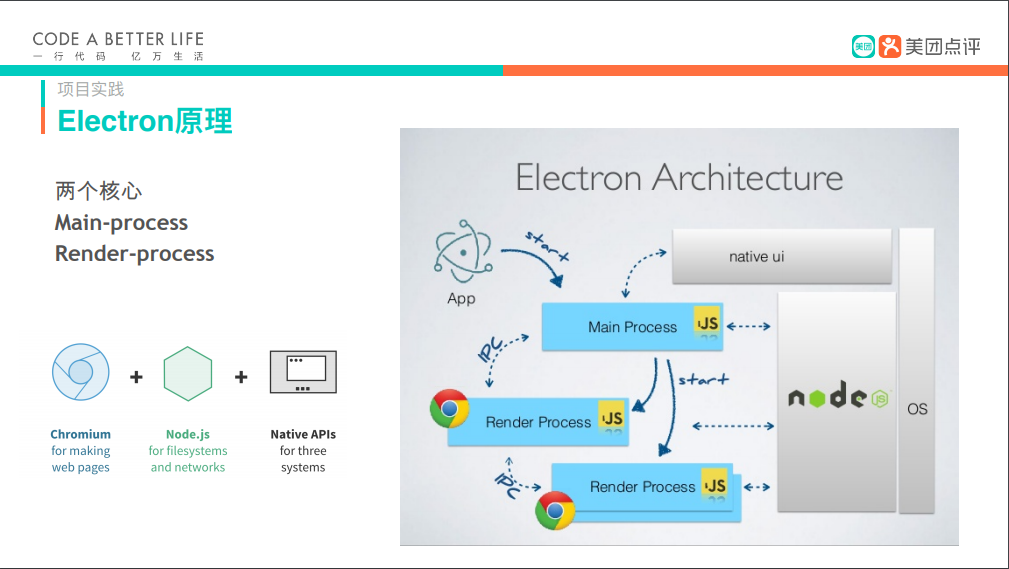 CODE A BETTER LIFE
一 行 代 码 亿 万 生 活
美团
美团点评
项目实践
Electron原理
两个核心
Main-process
Render-process
Chromium
for making
web pages
Node.js
for filesystems
and networks
Native APIs
for three
systems
Electron Architecture
App
start
native ui
Main Process
JS
IPC
start
Render Process
JS
IPC
Render Process
JS
node
JS
OS